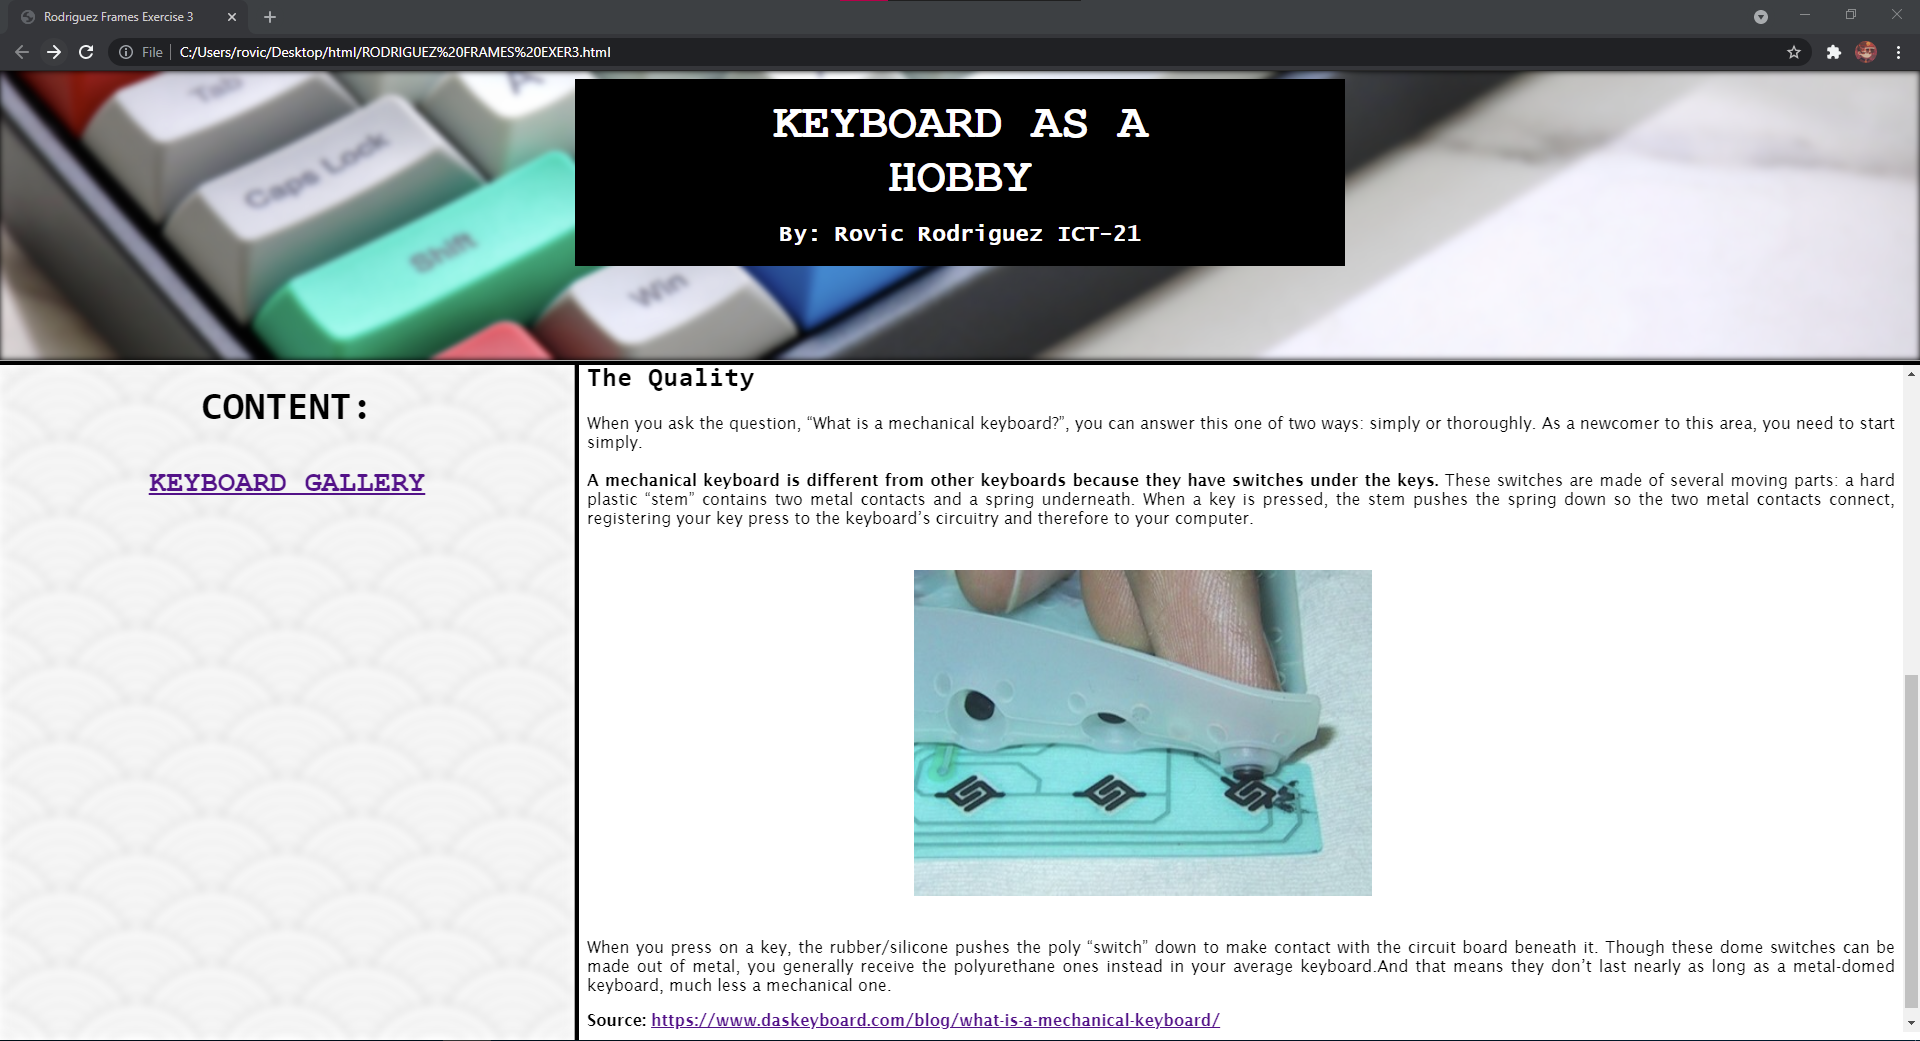 Rodriguez Frames Exercise 3
File
C:/Users/rovic/Desktop/html/RODRIGUEZ%20FRAMES%20EXER3.html
Tab
A
Caps Lock
Shift
Win
KEYBOARD AS A
HOBBY
By: Rovic Rodriguez ICT-21
CONTENT:
KEYBOARD GALLERY
The Quality
When you ask the question, “What is a mechanical keyboard?”, you can answer this one of two ways: simply or thoroughly. As a newcomer to this area, you need to start
simply.
A mechanical keyboard is different from other keyboards because they have switches under the keys. These switches are made of several moving parts: a hard
plastic “stem” contains two metal contacts and a spring underneath. When a key is pressed, the stem pushes the spring down so the two metal contacts connect,
registering your key press to the keyboard’s circuitry and therefore to your computer.
When you press on a key, the rubber/silicone pushes the poly “switch” down to make contact with the circuit board beneath it. Though these dome switches can be
made out of metal, you generally receive the polyurethane ones instead in your average keyboard.And that means they don’t last nearly as long as a metal-domed
keyboard, much less a mechanical one.
Source: https://www.daskeyboard.com/blog/what-is-a-mechanical-keyboard/